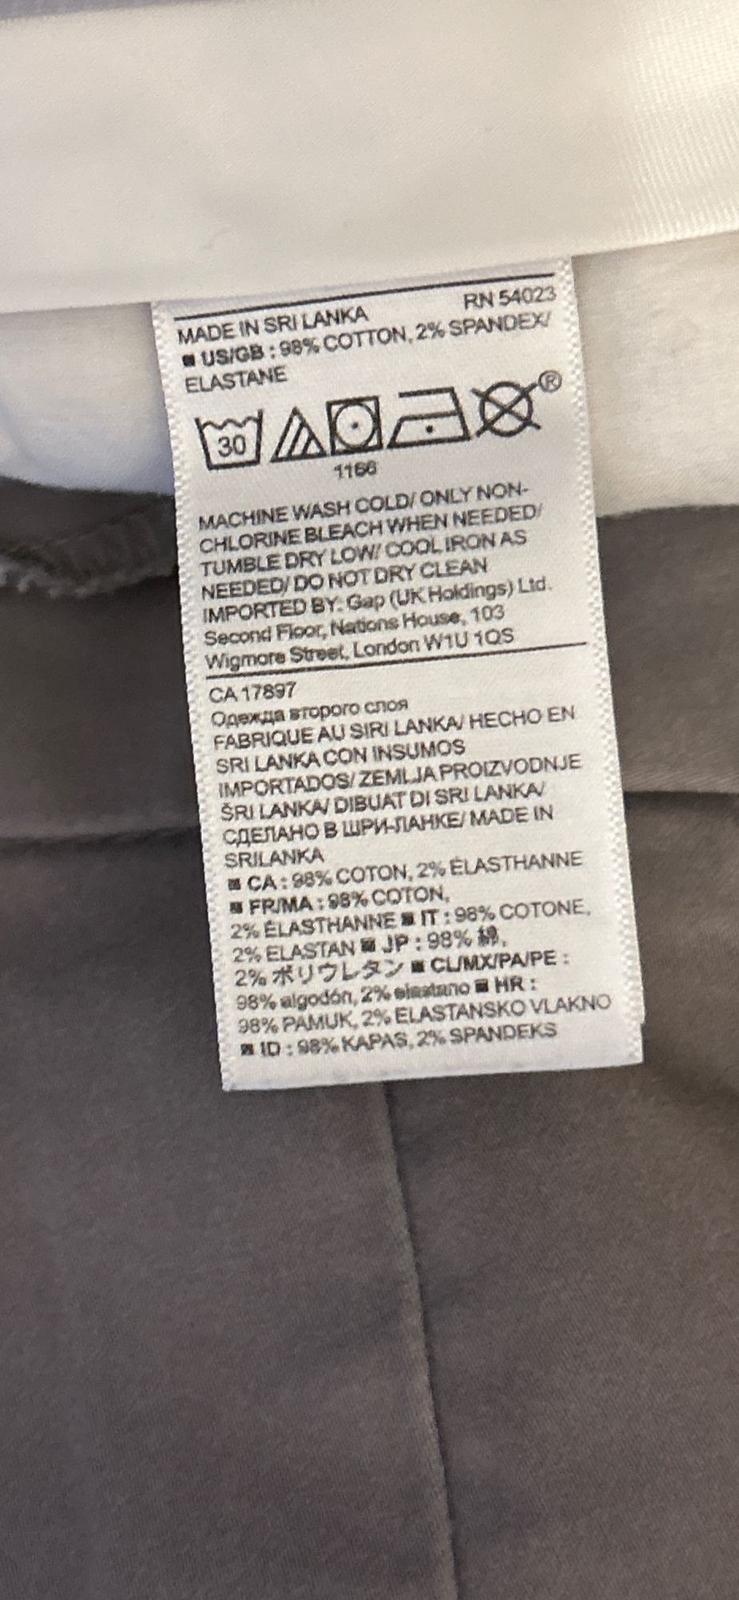 MADE IN SRI LANKA RN 54023
■ US/GB : 98% COTTON, 2% SPANDEX/
ELASTANE
30
®
1166
MACHINE WASH COLD/ ONLY NON-
CHLORINE BLEACH WHEN NEEDED/
TUMBLE DRY LOW/ COOL IRON AS
NEEDED/ DO NOT DRY CLEAN
IMPORTED BY: Gap (UK Holdings) Ltd.
Second Floor, Nations House, 103
Wigmore Street, London W1U 1QS
CA 17897
Одежда второго слоя
FABRIQUE AU SIRI LANKA/ HECHO EN
SRI LANKA CON INSUMOS
IMPORTADOS/ ZEMLJA PROIZVODNJE
ŠRI LANKA/ DIBUAT DI SRI LANKA/
СДЕЛАНО В ШРИ-ЛАНКЕ/ MADE IN
SRILANKA
■ CA : 98% COTON, 2% ÉLASTHANNE
■ FR/MA : 98% COTON,
2% ÉLASTHANNE ■ IT : 98% COTONE,
2% ELASTAN ■ JP : 98% 綿,
2% ポリウレタン ■ CL/MX/PA/PE :
98% algodón, 2% elastano ■ HR :
98% PAMUK, 2% ELASTANSKO VLAKNO
■ ID : 98% KAPAS, 2% SPANDEKS